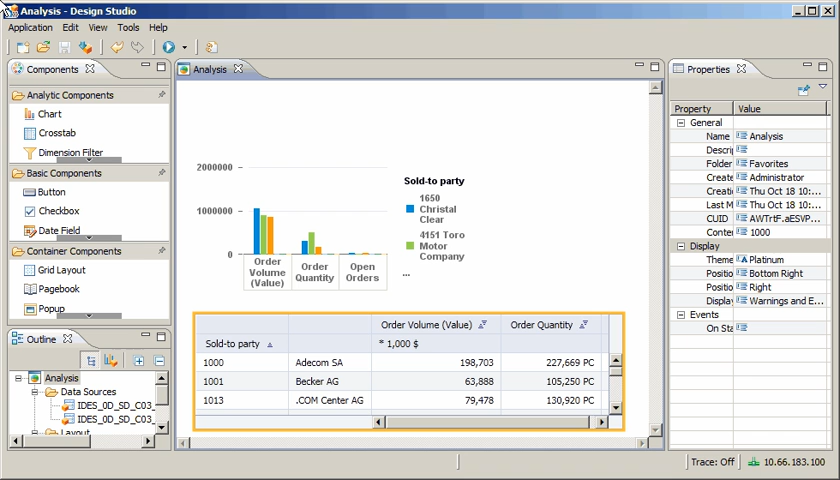 Analysis - Design Studio
Application Edit View Tools Help
Components
Analytic Components
Chart
Crosstab
Dimension Filter
Basic Components
Button
Checkbox
Date Field
Container Components
Grid Layout
Pagebook
Popup
Outline
Analysis
Data Sources
IDES_0D_SD_C03_
IDES_0D_SD_C03_
Layout
Analysis
2000000
1000000
0
Order Volume (Value)
Order Quantity
Open Orders
Sold-to party
1650 Christal Clear
4151 Toro Motor Company
...
Order Volume (Value) Order Quantity
Sold-to party * 1,000 $
1000 Adecom SA 198,703 227,669 PC
1001 Becker AG 63,888 105,250 PC
1013 .COM Center AG 79,478 130,920 PC
Properties
Property Value
General
Name Analysis
Descri
Folder Favorites
Create Administrator
Creati Thu Oct 18 10:...
Last M Thu Oct 18 10:...
CUID AWTrtF.aESVP...
Conte 1000
Display
Theme Platinum
Positio Bottom Right
Positio Right
Display Warnings and E...
Events
On Sta
Trace: Off 10.66.183.100